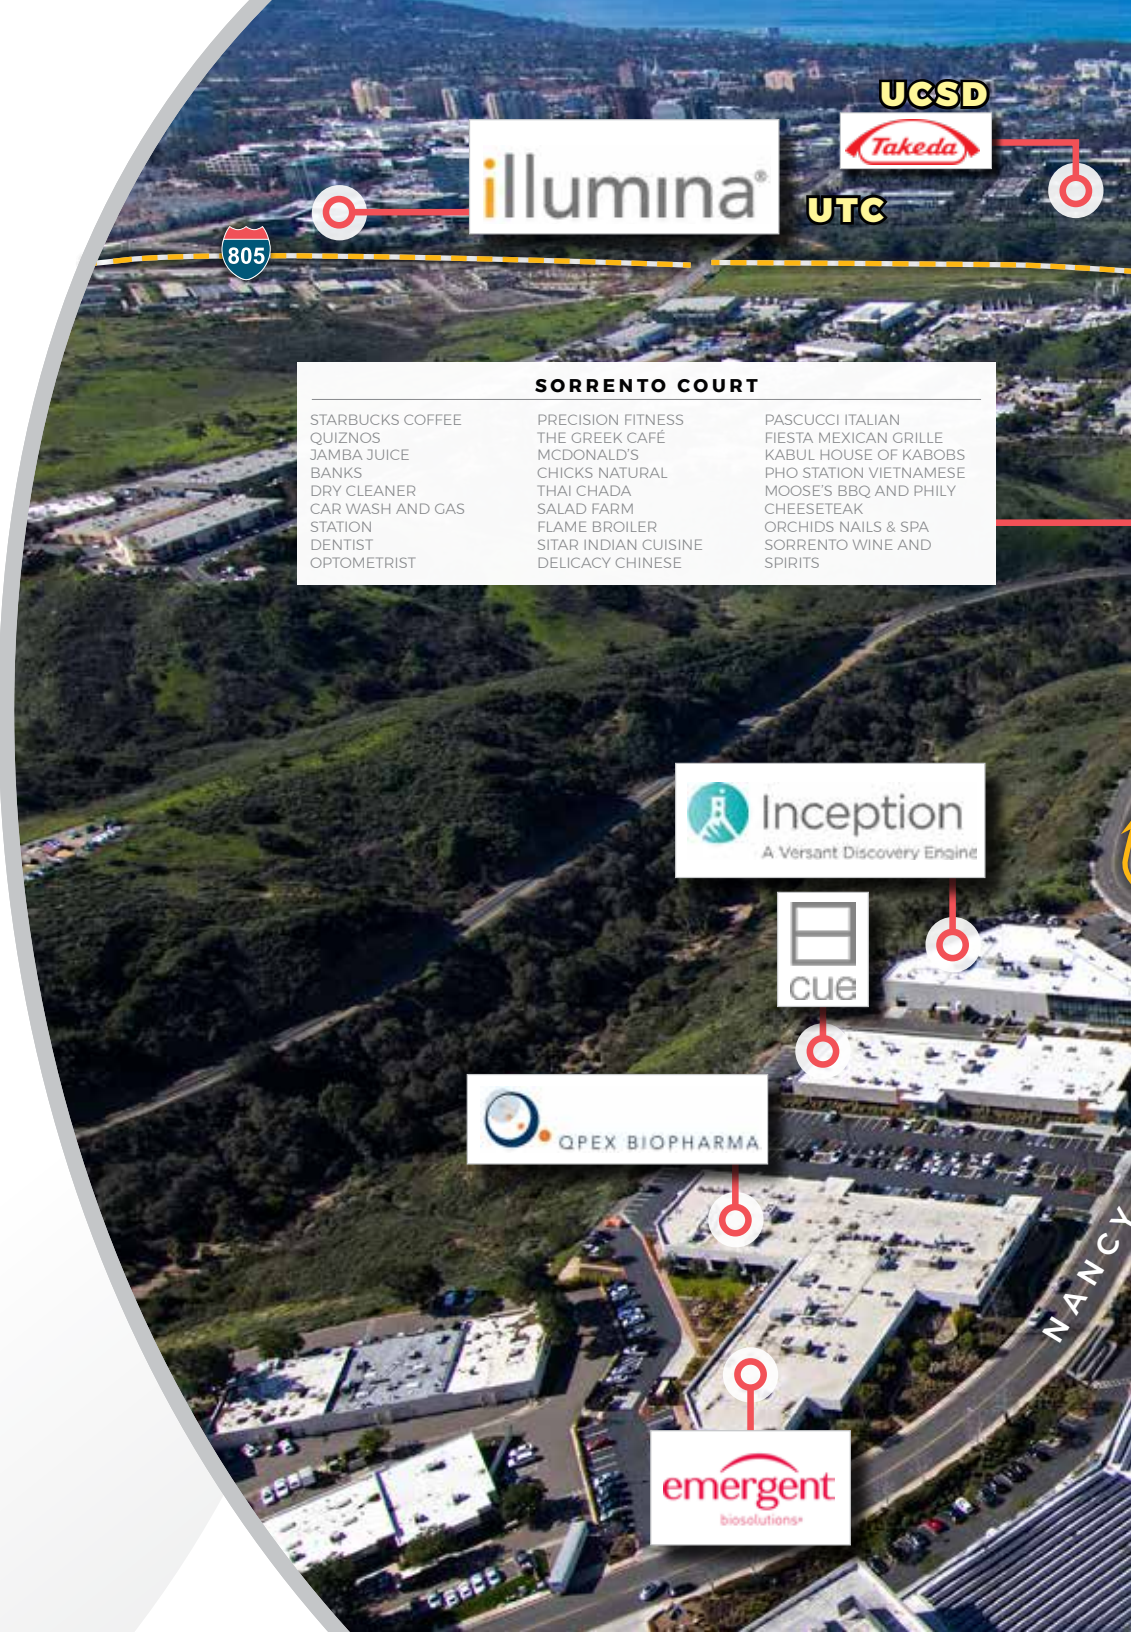 UCSD
Takeda
illumina®
UTC
805
SORRENTO COURT
STARBUCKS COFFEE
QUIZNOS
JAMBA JUICE
BANKS
DRY CLEANER
CAR WASH AND GAS
STATION
DENTIST
OPTOMETRIST
PRECISION FITNESS
THE GREEK CAFÉ
MCDONALD'S
CHICKS NATURAL
THAI CHADA
SALAD FARM
FLAME BROILER
SITAR INDIAN CUISINE
DELICACY CHINESE
PASCUCCI ITALIAN
FIESTA MEXICAN GRILLE
KABUL HOUSE OF KABOBS
PHO STATION VIETNAMESE
MOOSE'S BBQ AND PHILY
CHEESETEAK
ORCHIDS NAILS & SPA
SORRENTO WINE AND
SPIRITS
Inception
A Versant Discovery Engine
cue
QPEX BIOPHARMA
NANCY
emergent
biosolutions®